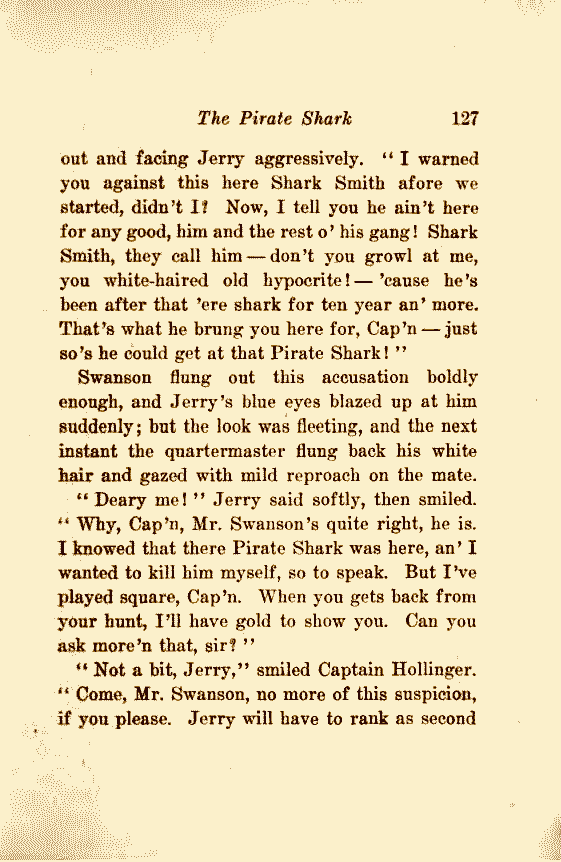 The Pirate Shark 127
out and facing Jerry aggressively. “ I warned
you against this here Shark Smith afore we
started, didn’t I? Now, I tell you he ain’t here
for any good, him and the rest o’ his gang! Shark
Smith, they call him — don’t you growl at me,
you white-haired old hypocrite! — ’cause he’s
been after that ’ere shark for ten year an’ more.
That’s what he brung you here for, Cap’n — just
so’s he could get at that Pirate Shark! ”
Swanson flung out this accusation boldly
enough, and Jerry’s blue eyes blazed up at him
suddenly; but the look was fleeting, and the next
instant the quartermaster flung back his white
hair and gazed with mild reproach on the mate.
“ Deary me! ” Jerry said softly, then smiled.
“ Why, Cap’n, Mr. Swanson’s quite right, he is.
I knowed that there Pirate Shark was here, an’ I
wanted to kill him myself, so to speak. But I’ve
played square, Cap’n. When you gets back from
your hunt, I’ll have gold to show you. Can you
ask more’n that, sir? ”
“ Not a bit, Jerry,” smiled Captain Hollinger.
“ Come, Mr. Swanson, no more of this suspicion,
if you please. Jerry will have to rank as second